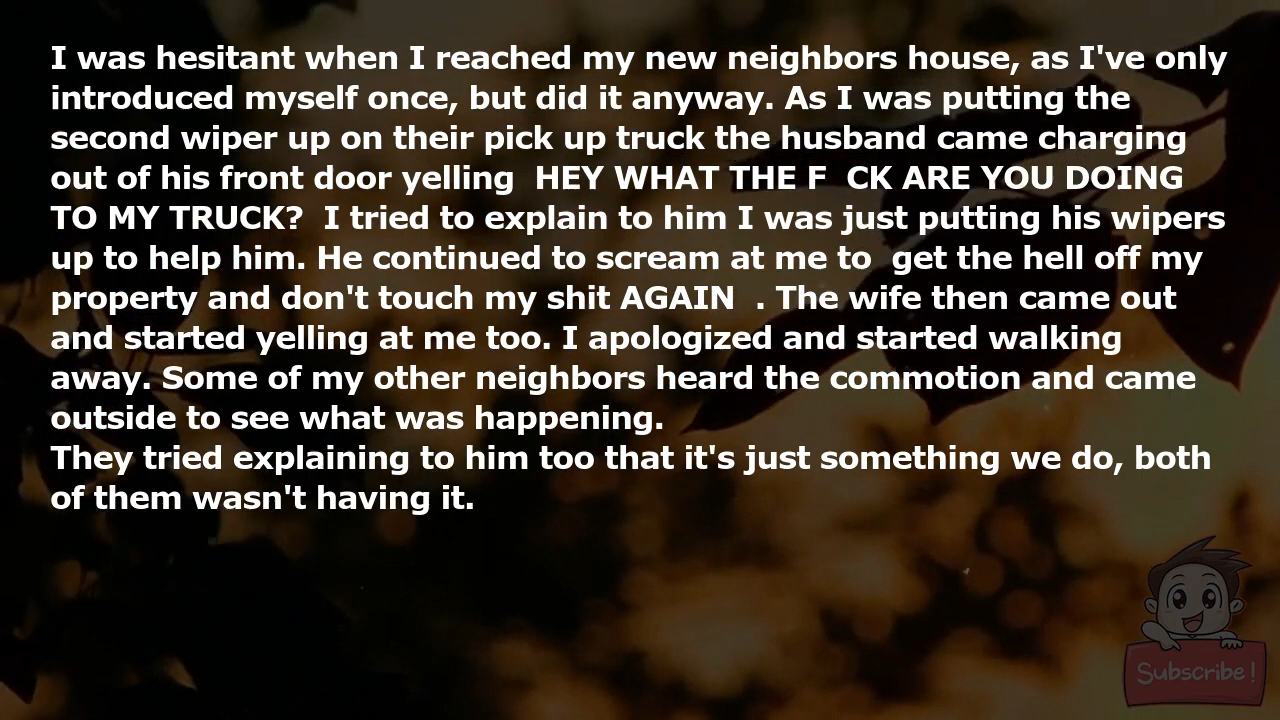 I was hesitant when I reached my new neighbors house, as I've only
introduced myself once, but did it anyway. As I was putting the
second wiper up on their pick up truck the husband came charging
out of his front door yelling  HEY WHAT THE F  CK ARE YOU DOING
TO MY TRUCK?  I tried to explain to him I was just putting his wipers
up to help him. He continued to scream at me to  get the hell off my
property and don't touch my shit AGAIN  . The wife then came out
and started yelling at me too. I apologized and started walking
away. Some of my other neighbors heard the commotion and came
outside to see what was happening.
They tried explaining to him too that it's just something we do, both
of them wasn't having it.
Subscribe!